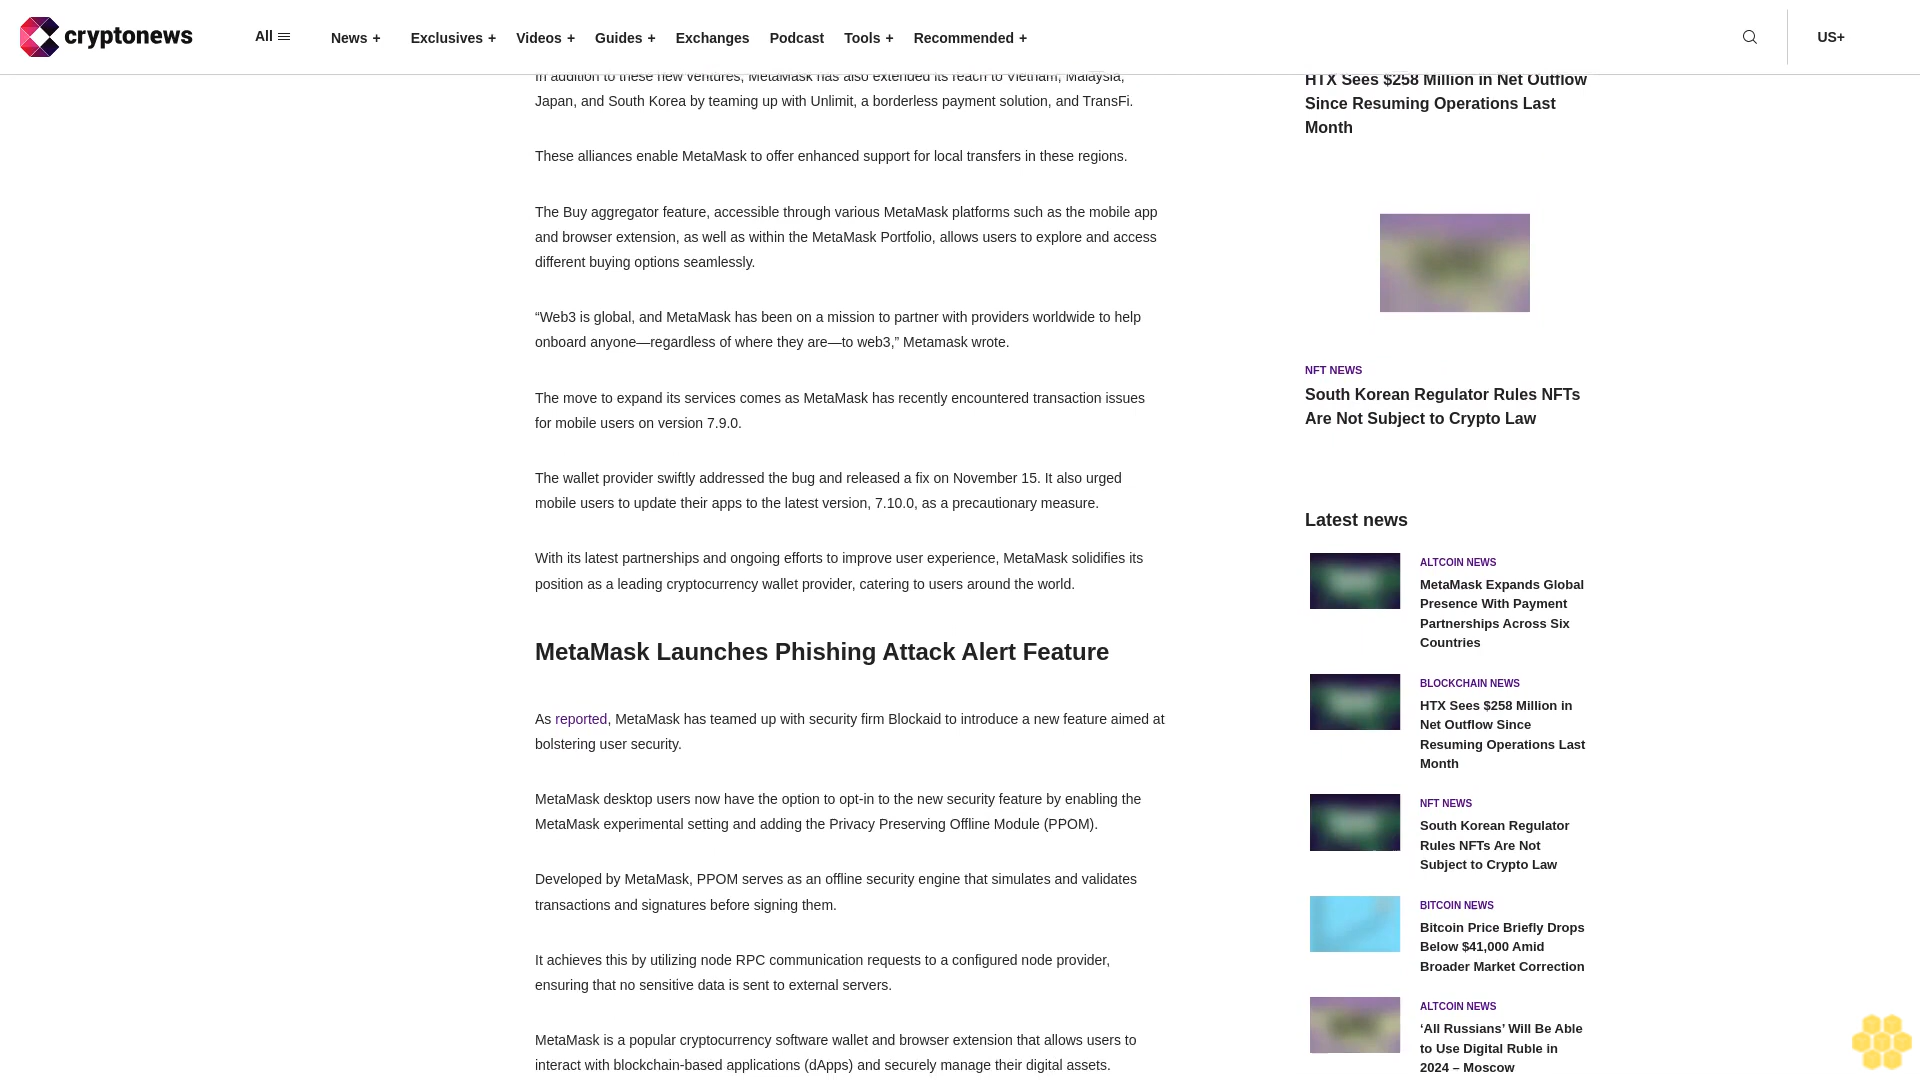 cryptonews
All
News +
Exclusives +
Videos +
Guides +
Exchanges
Podcast
Tools +
Recommended +
US+
In addition to these new ventures, MetaMask has also extended its reach to Vietnam, Malaysia,
Japan, and South Korea by teaming up with Unlimit, a borderless payment solution, and TransFi.
These alliances enable MetaMask to offer enhanced support for local transfers in these regions.
The Buy aggregator feature, accessible through various MetaMask platforms such as the mobile app
and browser extension, as well as within the MetaMask Portfolio, allows users to explore and access
different buying options seamlessly.
“Web3 is global, and MetaMask has been on a mission to partner with providers worldwide to help
onboard anyone—regardless of where they are—to web3,” Metamask wrote.
The move to expand its services comes as MetaMask has recently encountered transaction issues
for mobile users on version 7.9.0.
The wallet provider swiftly addressed the bug and released a fix on November 15. It also urged
mobile users to update their apps to the latest version, 7.10.0, as a precautionary measure.
With its latest partnerships and ongoing efforts to improve user experience, MetaMask solidifies its
position as a leading cryptocurrency wallet provider, catering to users around the world.
MetaMask Launches Phishing Attack Alert Feature
As reported, MetaMask has teamed up with security firm Blockaid to introduce a new feature aimed at
bolstering user security.
MetaMask desktop users now have the option to opt-in to the new security feature by enabling the
MetaMask experimental setting and adding the Privacy Preserving Offline Module (PPOM).
Developed by MetaMask, PPOM serves as an offline security engine that simulates and validates
transactions and signatures before signing them.
It achieves this by utilizing node RPC communication requests to a configured node provider,
ensuring that no sensitive data is sent to external servers.
MetaMask is a popular cryptocurrency software wallet and browser extension that allows users to
interact with blockchain-based applications (dApps) and securely manage their digital assets.
HTX Sees $258 Million in Net Outflow
Since Resuming Operations Last
Month
NFT NEWS
South Korean Regulator Rules NFTs
Are Not Subject to Crypto Law
Latest news
ALTCOIN NEWS
MetaMask Expands Global
Presence With Payment
Partnerships Across Six
Countries
BLOCKCHAIN NEWS
HTX Sees $258 Million in
Net Outflow Since
Resuming Operations Last
Month
NFT NEWS
South Korean Regulator
Rules NFTs Are Not
Subject to Crypto Law
BITCOIN NEWS
Bitcoin Price Briefly Drops
Below $41,000 Amid
Broader Market Correction
ALTCOIN NEWS
‘All Russians’ Will Be Able
to Use Digital Ruble in
2024 – Moscow